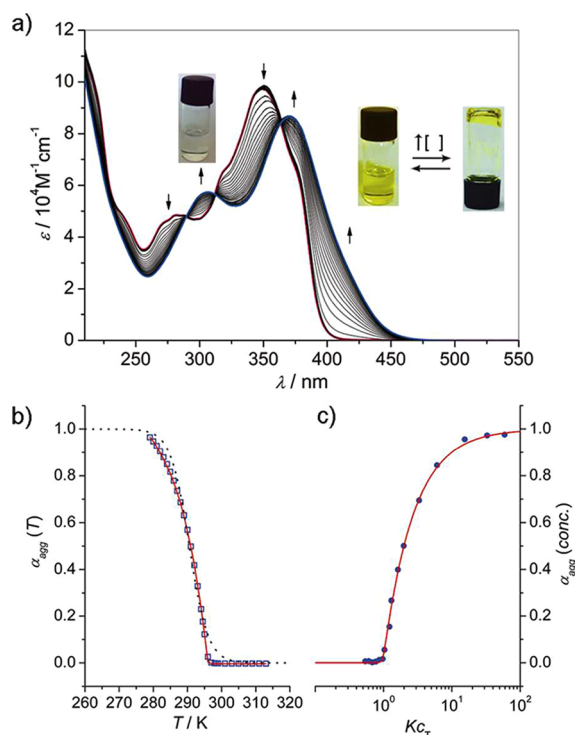 a)
12
10
8
6
4
2
0
ε / 10⁴M⁻¹cm⁻¹
↑[ ]
250 300 350 400 450 500 550
λ / nm
b)
c)
1.0
0.8
0.6
0.4
0.2
0.0
α_agg (T)
1.0
0.8
0.6
0.4
0.2
0.0
α_agg (conc.)
260 260 270 280 290 300 310 320
T / K
10⁰ 10¹ 10²
Kc_T